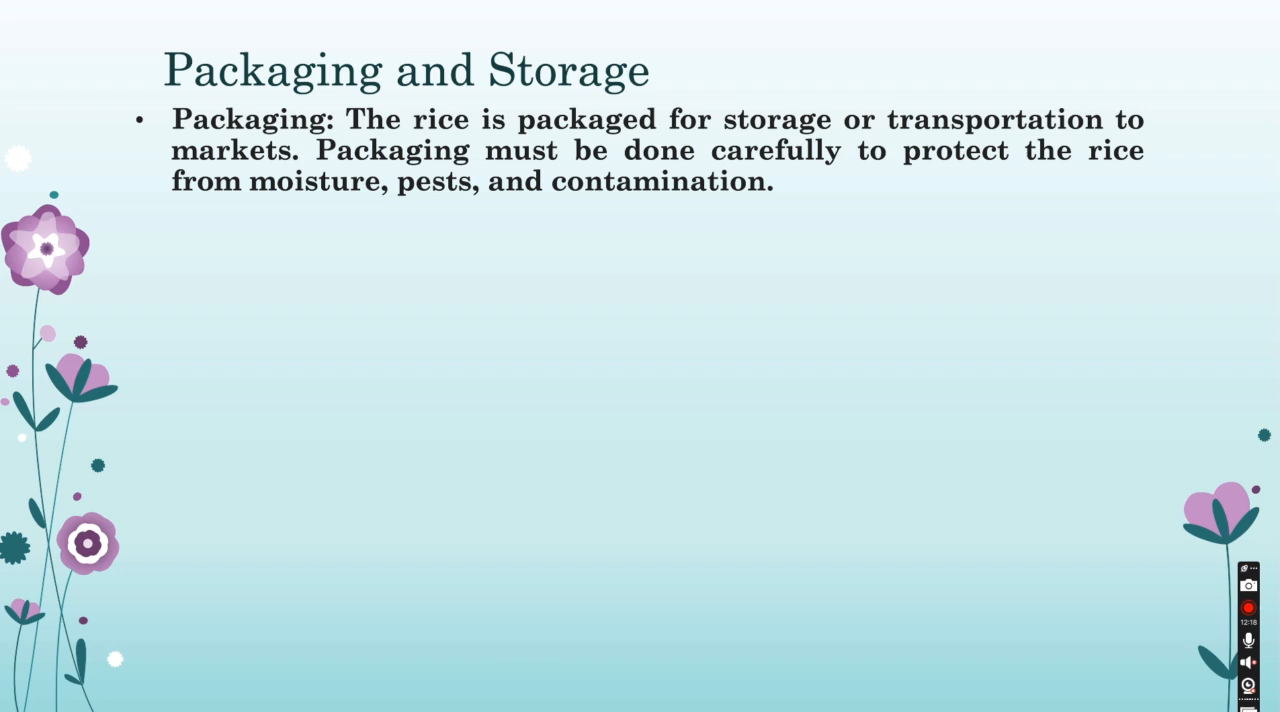 Packaging and Storage
• Packaging: The rice is packaged for storage or transportation to
markets. Packaging must be done carefully to protect the rice
from moisture, pests, and contamination.
12:18